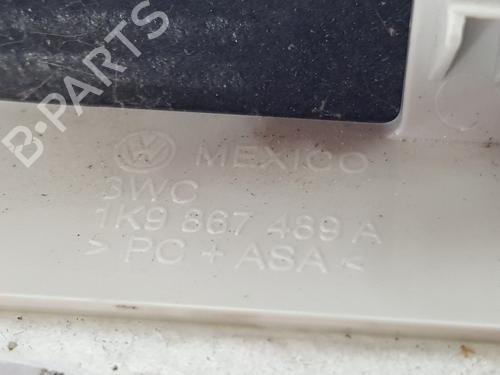 B-PARTS
MEXICO
3WC
1K9 867 489 A
> PC + ASA <